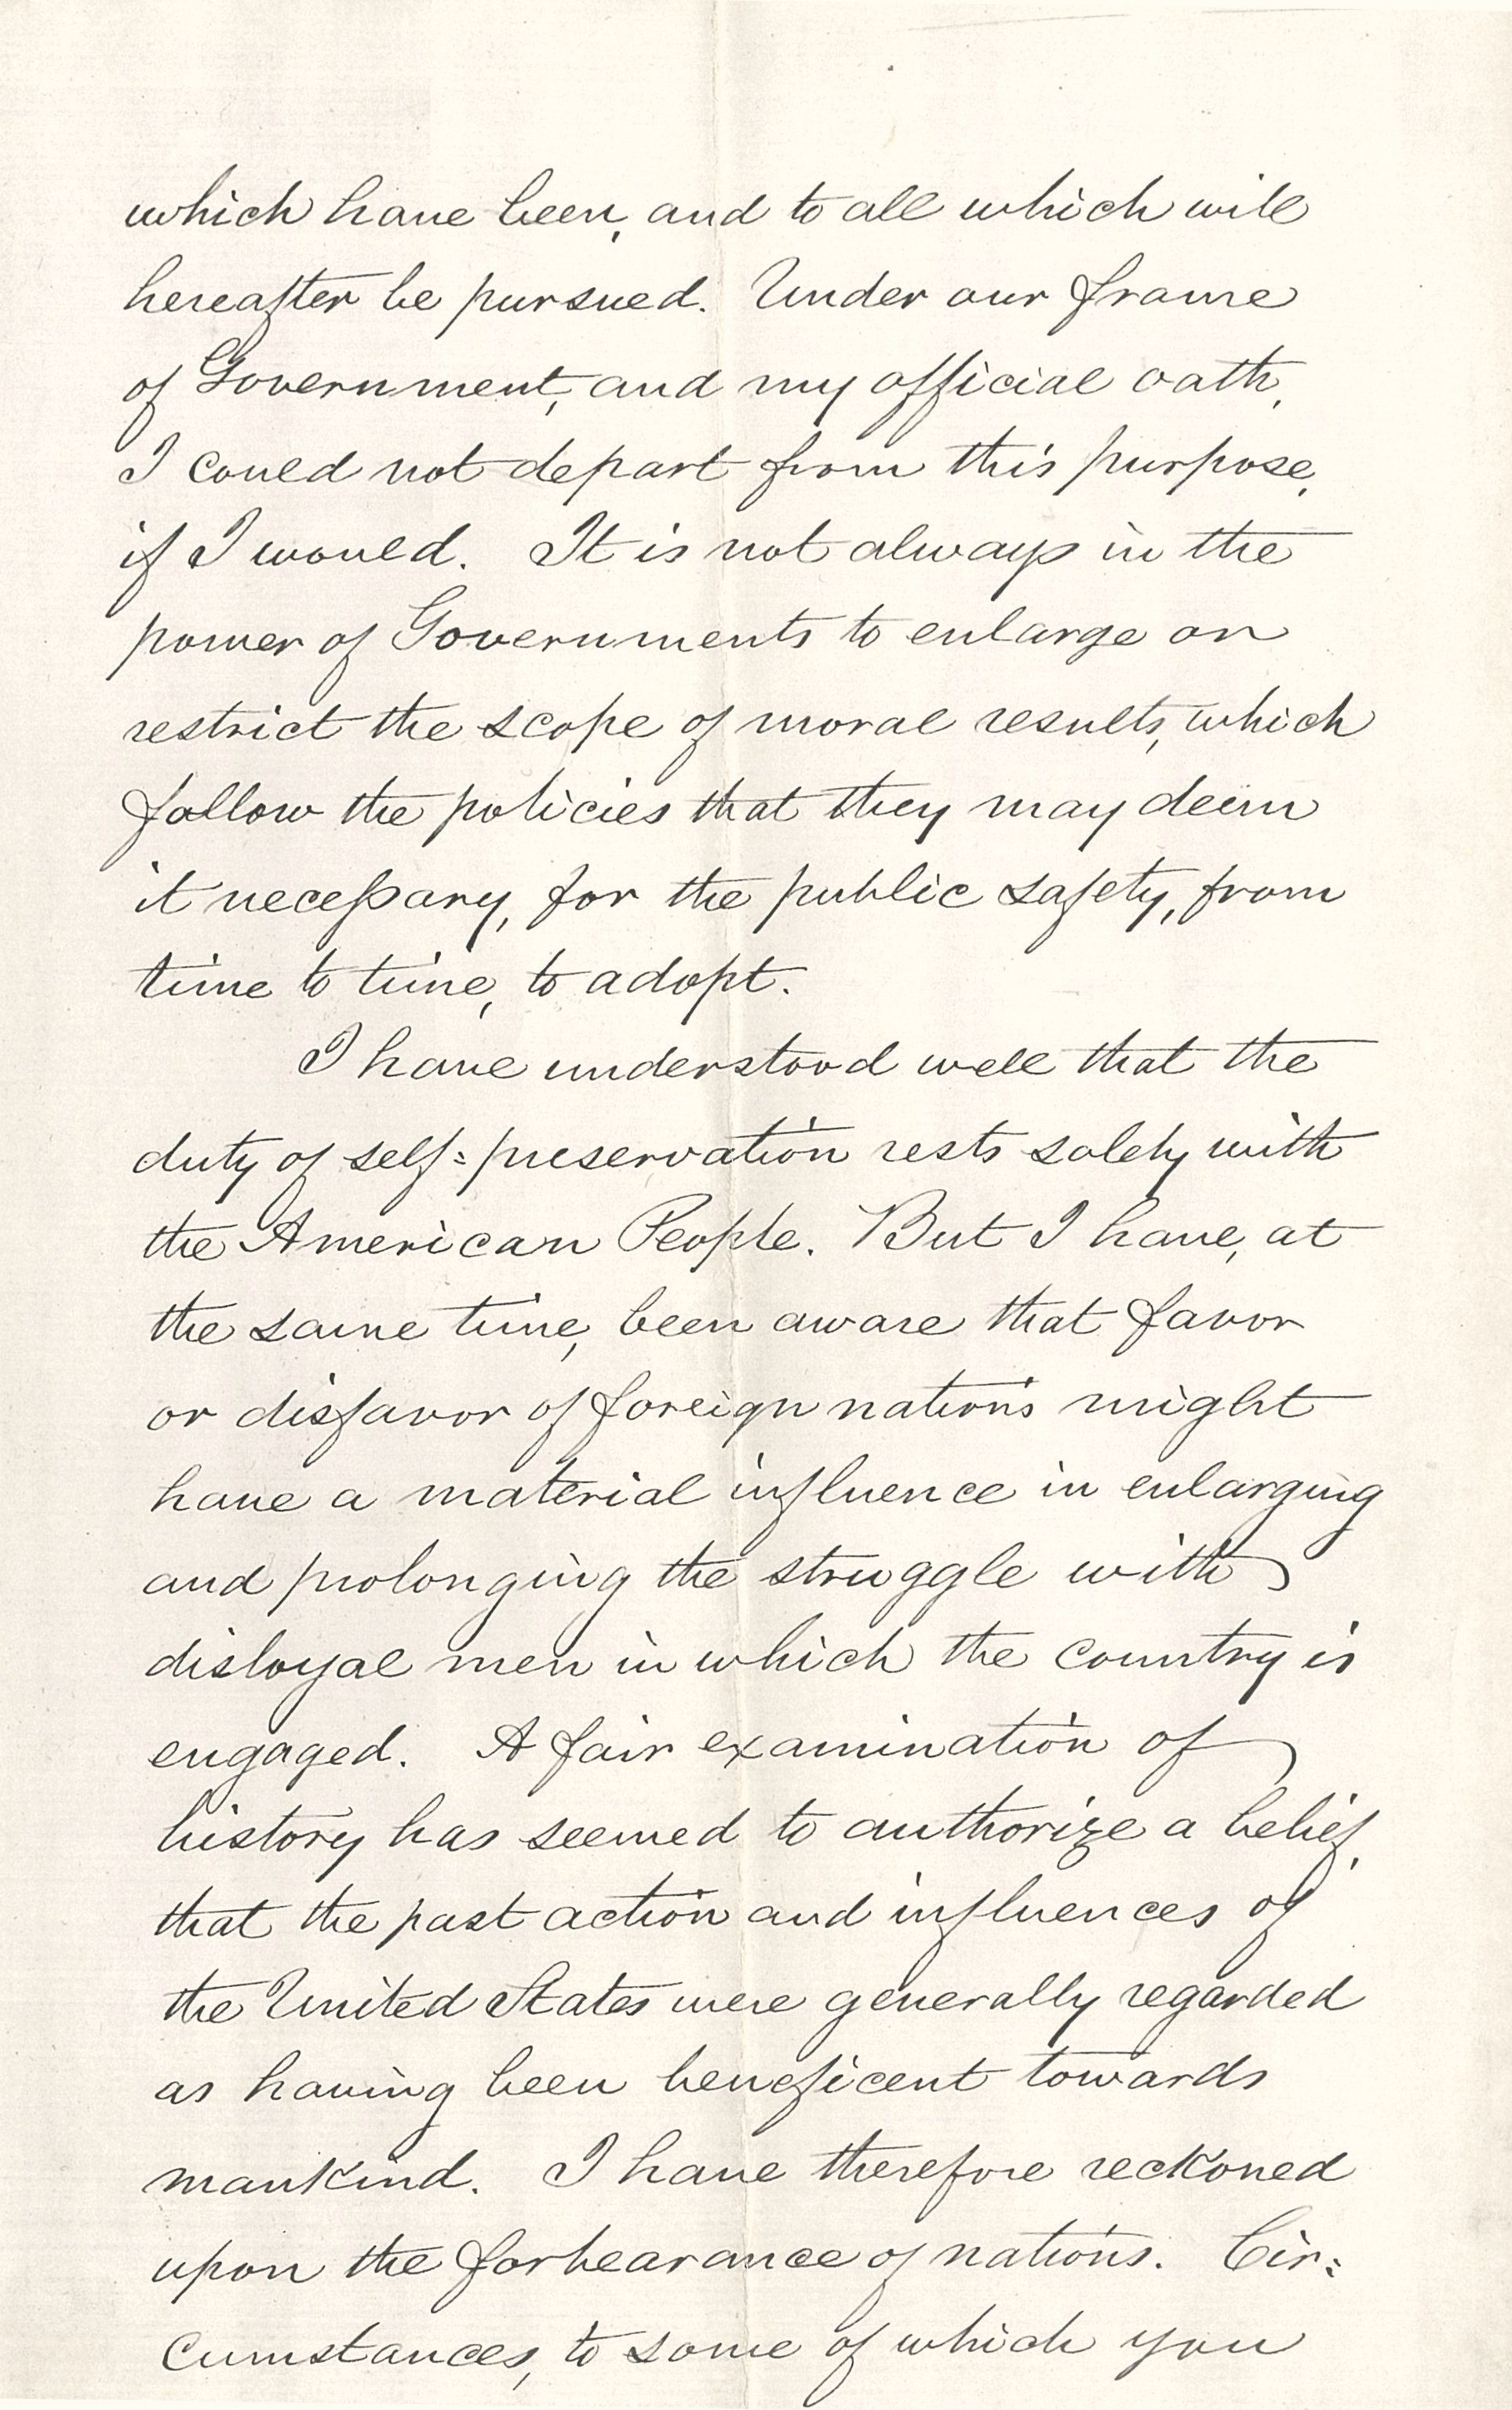 which have been, and to all which will
hereafter be pursued. Under our frame
of Government, and my official oath,
I could not depart from this purpose,
if I would. It is not always in the
power of Governments to enlarge or
restrict the scope of moral results, which
follow the policies that they may deem
it necessary, for the public safety, from
time to time, to adopt.
I have understood well that the
duty of self=preservation rests solely with
the American People. But I have, at
the same time, been aware that favor
or disfavor of foreign nations might
have a material influence in enlarging
and prolonging the struggle with
disloyal men in which the country is
engaged. A fair examination of
history has seemed to authorize a belief,
that the past action and influences of
the United States were generally regarded
as having been beneficent towards
mankind. I have therefore reckoned
upon the forbearance of nations. Cir=
cumstances, to some of which you